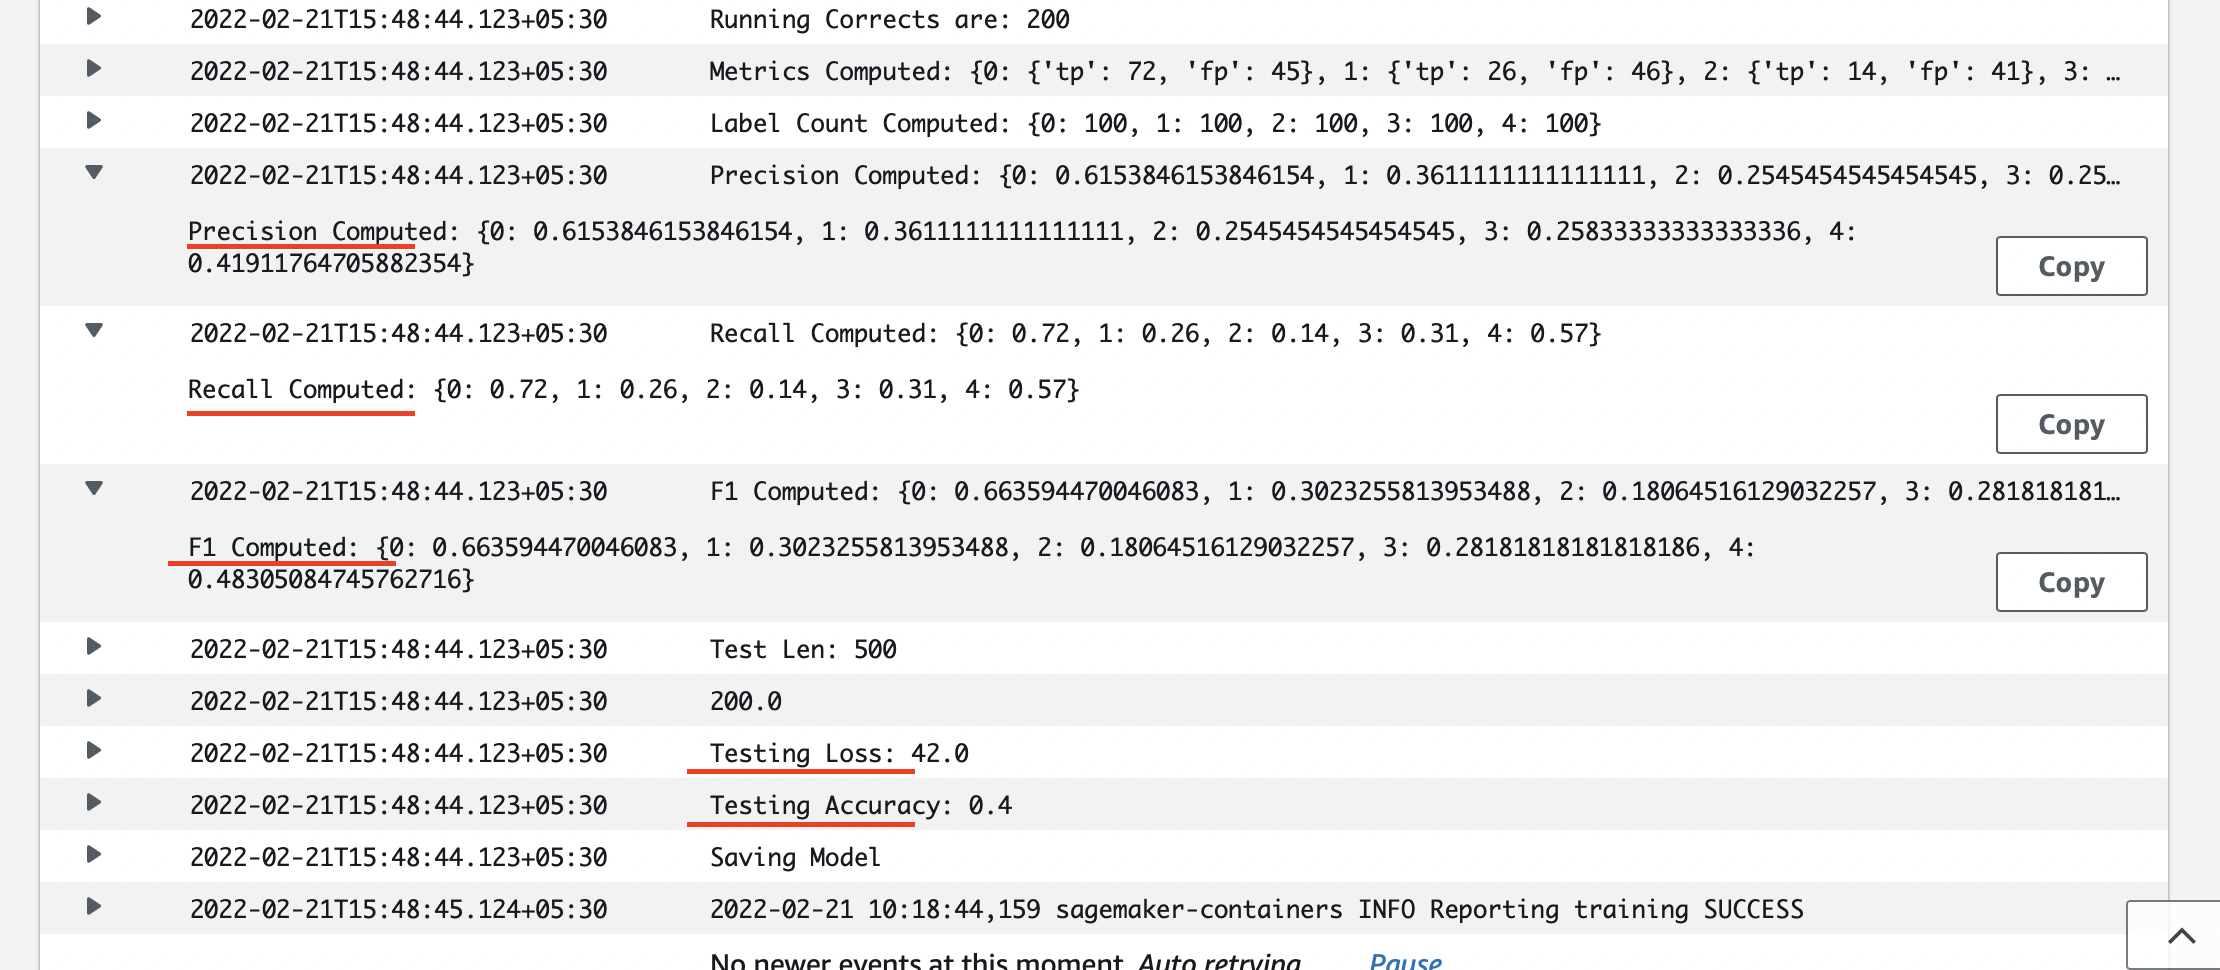 2022-02-21T15:48:44.123+05:30 Running Corrects are: 200
2022-02-21T15:48:44.123+05:30 Metrics Computed: {0: {'tp': 72, 'fp': 45}, 1: {'tp': 26, 'fp': 46}, 2: {'tp': 14, 'fp': 41}, 3: …
2022-02-21T15:48:44.123+05:30 Label Count Computed: {0: 100, 1: 100, 2: 100, 3: 100, 4: 100}
2022-02-21T15:48:44.123+05:30 Precision Computed: {0: 0.6153846153846154, 1: 0.3611111111111111, 2: 0.2545454545454545, 3: 0.25…
Precision Computed: {0: 0.6153846153846154, 1: 0.3611111111111111, 2: 0.2545454545454545, 3: 0.25833333333333336, 4:
0.41911764705882354}
Copy
2022-02-21T15:48:44.123+05:30 Recall Computed: {0: 0.72, 1: 0.26, 2: 0.14, 3: 0.31, 4: 0.57}
Recall Computed: {0: 0.72, 1: 0.26, 2: 0.14, 3: 0.31, 4: 0.57}
Copy
2022-02-21T15:48:44.123+05:30 F1 Computed: {0: 0.663594470046083, 1: 0.3023255813953488, 2: 0.18064516129032257, 3: 0.281818181…
F1 Computed: {0: 0.663594470046083, 1: 0.3023255813953488, 2: 0.18064516129032257, 3: 0.28181818181818186, 4:
0.48305084745762716}
Copy
2022-02-21T15:48:44.123+05:30 Test Len: 500
2022-02-21T15:48:44.123+05:30 200.0
2022-02-21T15:48:44.123+05:30 Testing Loss: 42.0
2022-02-21T15:48:44.123+05:30 Testing Accuracy: 0.4
2022-02-21T15:48:44.123+05:30 Saving Model
2022-02-21T15:48:45.124+05:30 2022-02-21 10:18:44,159 sagemaker-containers INFO Reporting training SUCCESS
No newer events at this moment. Auto retrying Pause